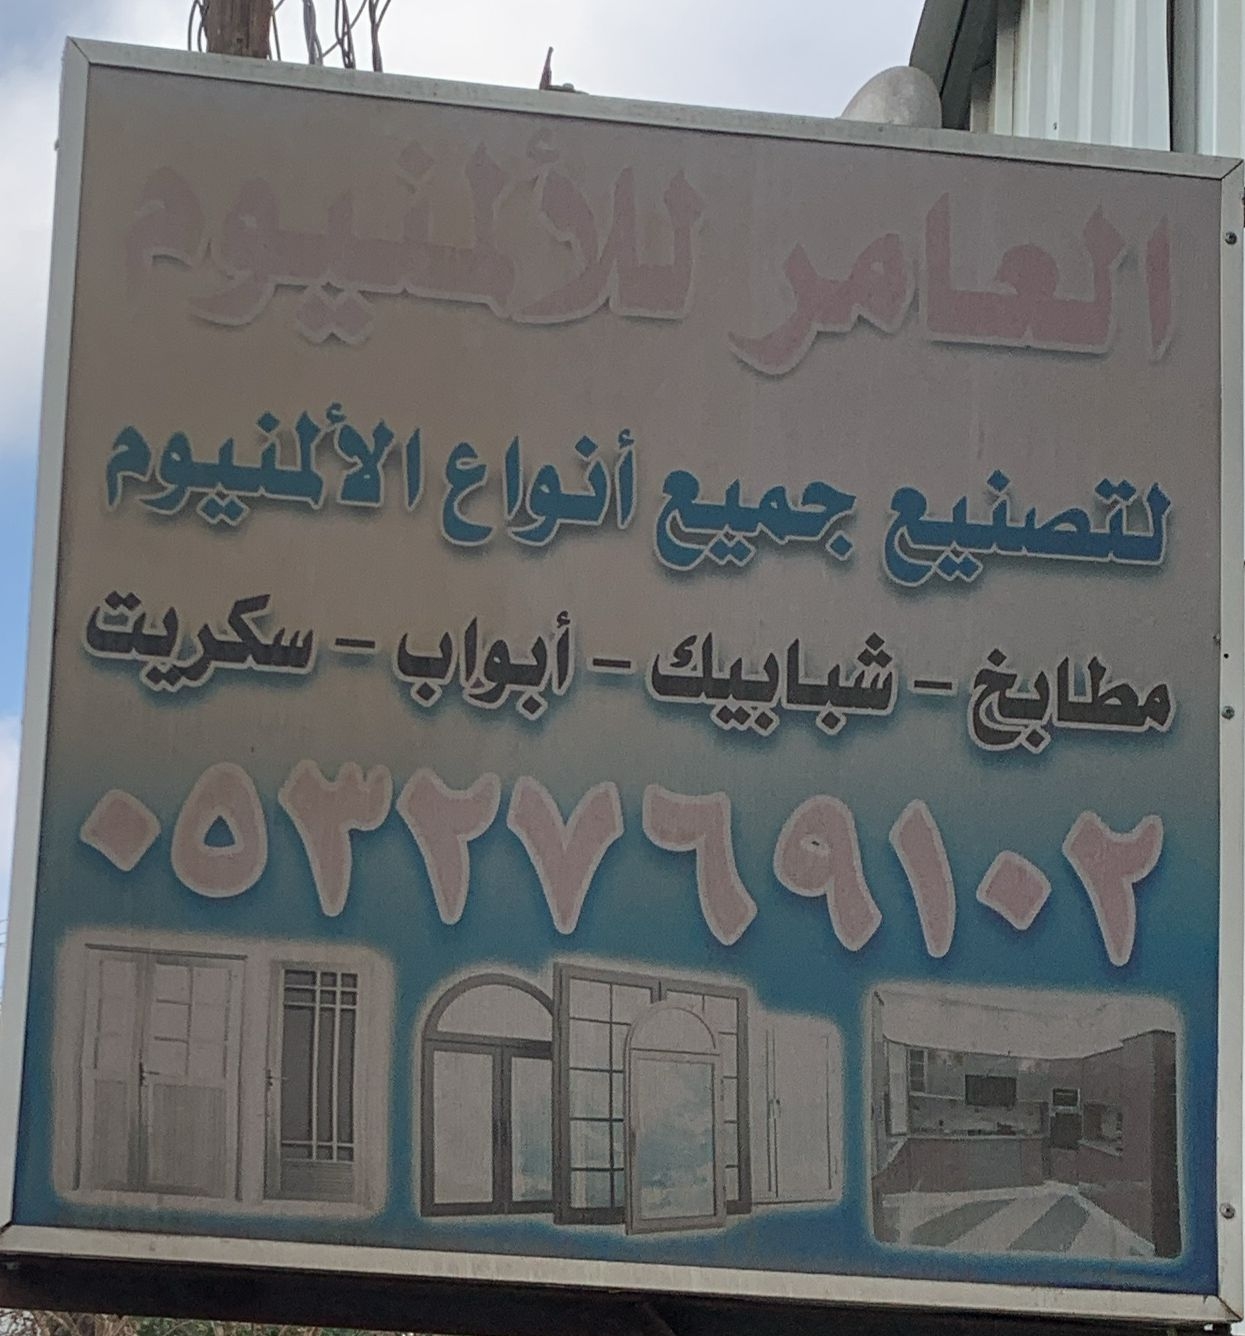 العامر للألمنيوم
لتصنيع جميع أنواع الألمنيوم
مطابخ - شبابيك - أبواب - سكريت
٠٥٣٢٧٦٩١٠٢